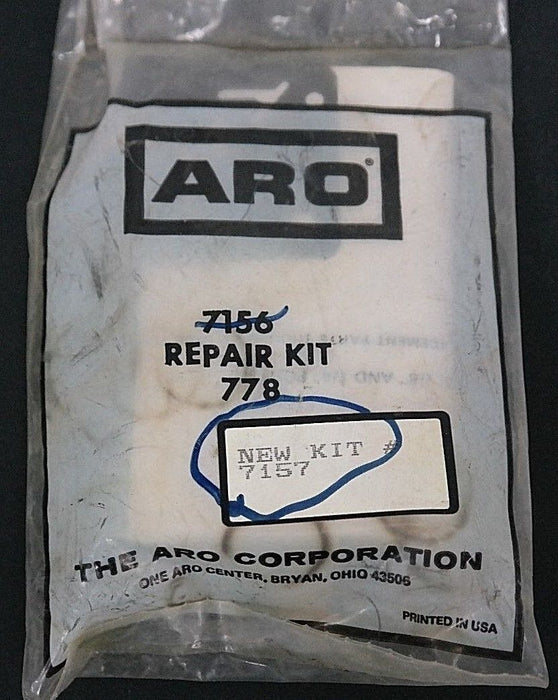 ARO®
7156
REPAIR KIT
778
NEW KIT #
7157
THE ARO CORPORATION
ONE ARO CENTER, BRYAN, OHIO 43506
PRINTED IN USA